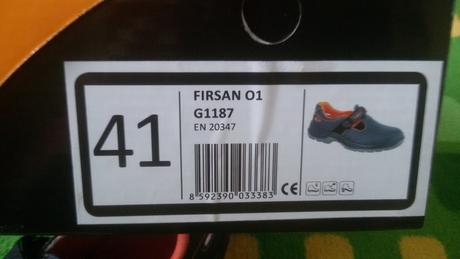 41
FIRSAN O1
G1187
EN 20347
8 592390 033383
CE